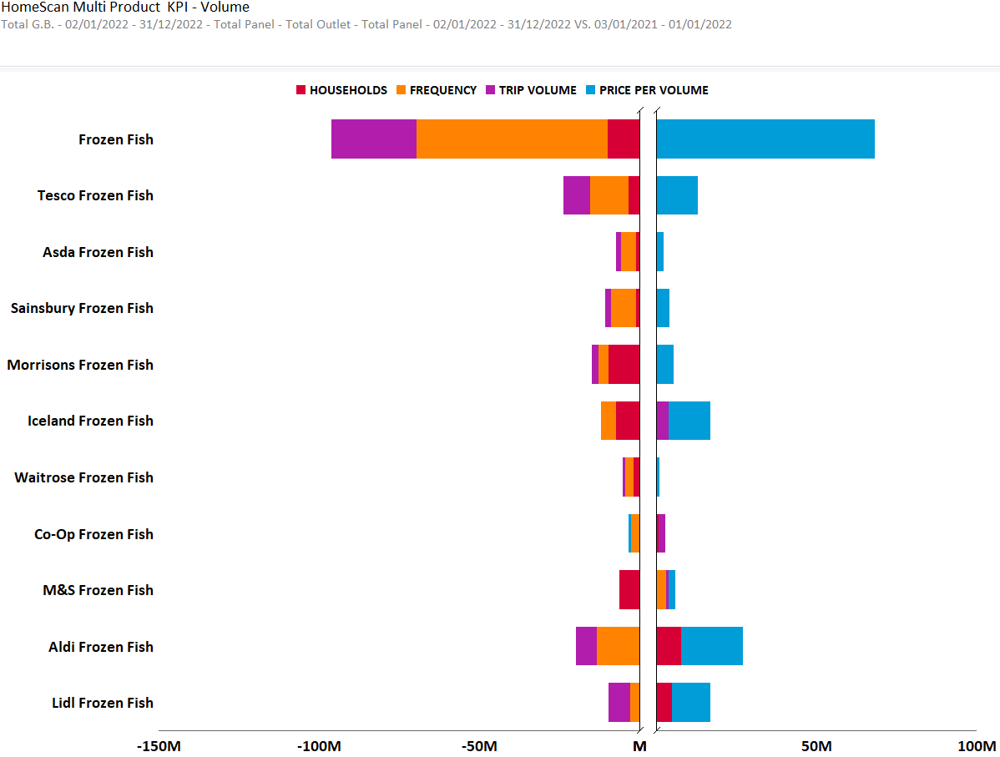 HomeScan Multi Product  KPI - Volume
Total G.B. - 02/01/2022 - 31/12/2022 - Total Panel - Total Outlet - Total Panel - 02/01/2022 - 31/12/2022 VS. 03/01/2021 - 01/01/2022
HOUSEHOLDS FREQUENCY TRIP VOLUME PRICE PER VOLUME
Frozen Fish
Tesco Frozen Fish
Asda Frozen Fish
Sainsbury Frozen Fish
Morrisons Frozen Fish
Iceland Frozen Fish
Waitrose Frozen Fish
Co-Op Frozen Fish
M&S Frozen Fish
Aldi Frozen Fish
Lidl Frozen Fish
-150M -100M -50M M 50M 100M